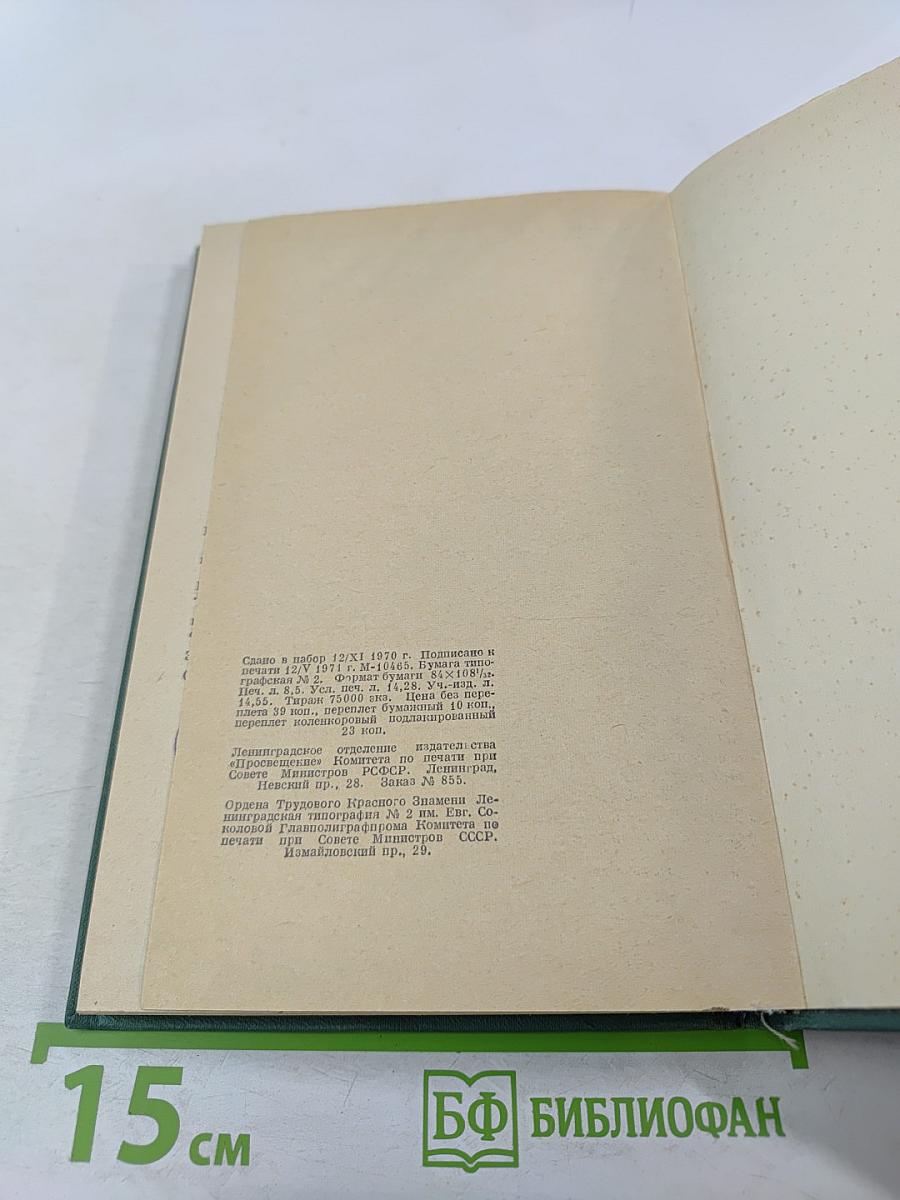 Сдано в набор 12/XI 1970 г. Подписано к
печати 12/V 1971 г. М-10465. Бумага типо-
графская № 2. Формат бумаги 84×108¹/₃₂.
Печ. л. 8,5. Усл. печ. л. 14,28. Уч.-изд. л.
14,55. Тираж 75000 экз. Цена без пере-
плета 39 коп., переплет бумажный 10 коп.,
переплет коленкоровый подлакированный
23 коп.
Ленинградское отделение издательства
«Просвещение» Комитета по печати при
Совете Министров РСФСР. Ленинград,
Невский пр., 28. Заказ № 855.
Ордена Трудового Красного Знамени Ле-
нинградская типография № 2 им. Евг. Со-
коловой Главполиграфпрома Комитета по
печати при Совете Министров СССР.
Измайловский пр., 29.
15 см
БФ БИБЛИОФАН